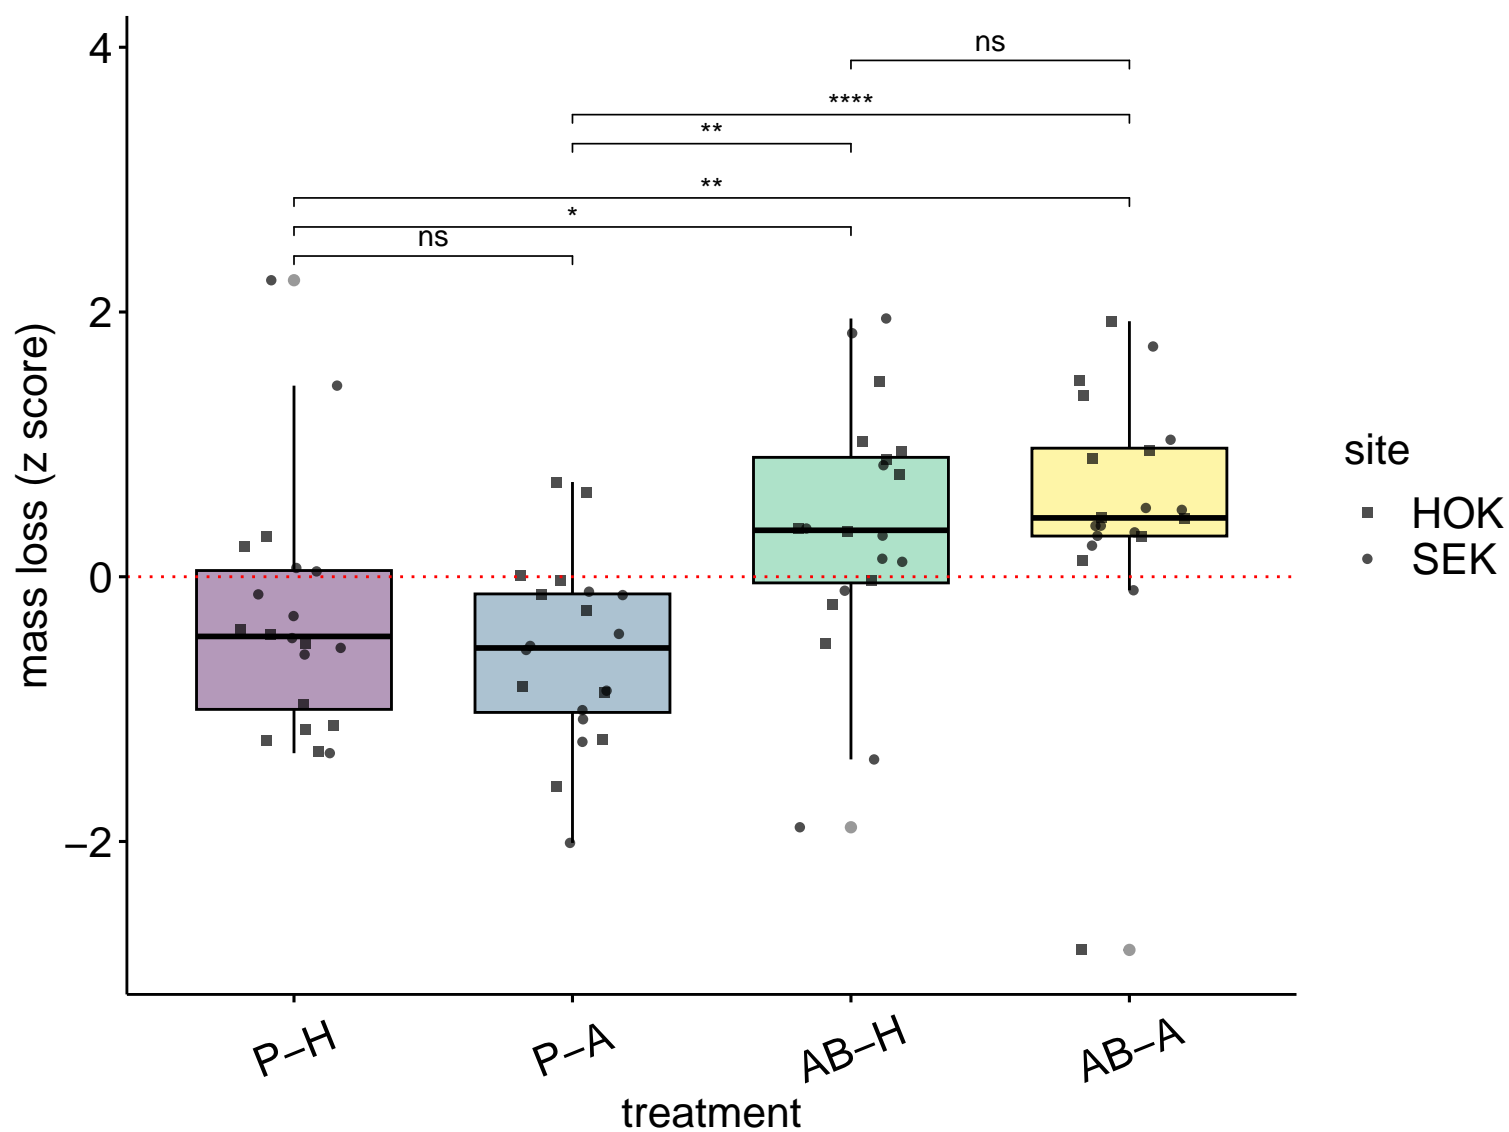 4
2
0
−2
mass loss (z score)
ns
****
**
**
*
ns
P−H
P−A
AB−H
AB−A
treatment
site
HOK
SEK